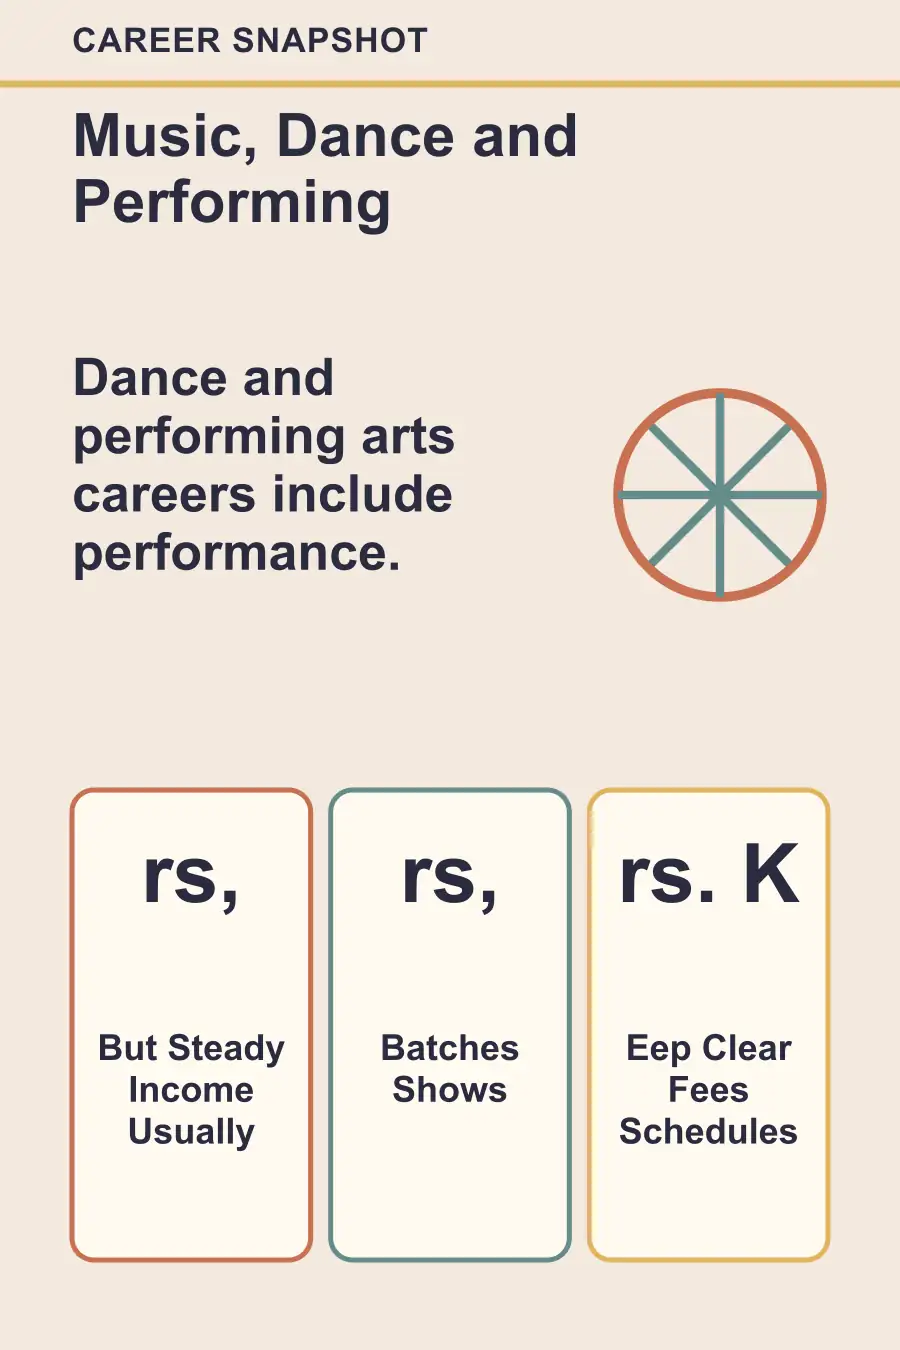 CAREER SNAPSHOT
Music, Dance and
Performing
Dance and
performing arts
careers include
performance.
rs,
But Steady
Income
Usually
rs,
Batches
Shows
rs. K
Eep Clear
Fees
Schedules